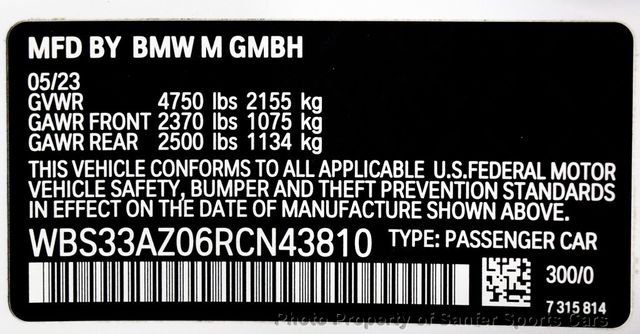 MFD BY BMW M GMBH
05/23
GVWR 4750 lbs 2155 kg
GAWR FRONT 2370 lbs 1075 kg
GAWR REAR 2500 lbs 1134 kg
THIS VEHICLE CONFORMS TO ALL APPLICABLE U.S.FEDERAL MOTOR
VEHICLE SAFETY, BUMPER AND THEFT PREVENTION STANDARDS
IN EFFECT ON THE DATE OF MANUFACTURE SHOWN ABOVE.
WBS33AZ06RCN43810 TYPE: PASSENGER CAR
300/0
7 315 814
Photo Property of Sanfer Sports Cars